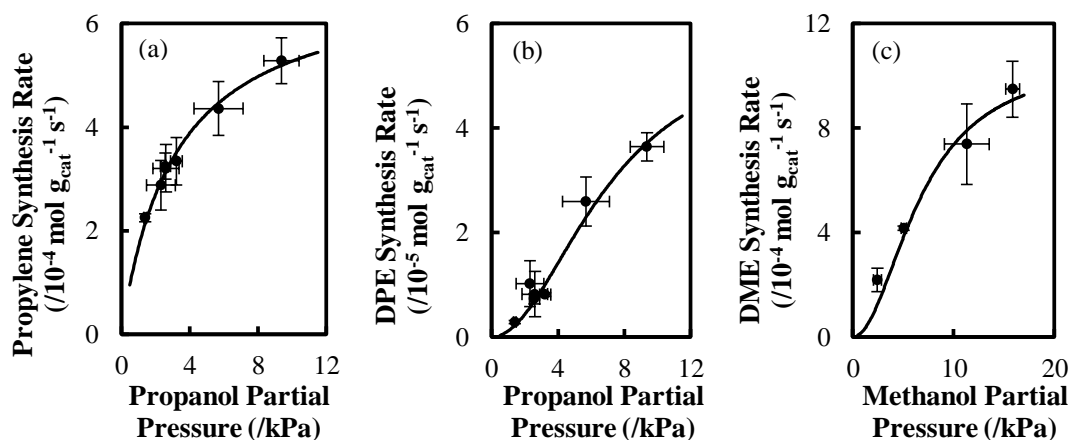 Propylene Synthesis Rate
(/10⁻⁴ mol g_cat⁻¹ s⁻¹)
6
4
2
0
(a)
0 4 8 12
Propanol Partial
Pressure (/kPa)
DPE Synthesis Rate
(/10⁻⁵ mol g_cat⁻¹ s⁻¹)
6
4
2
0
(b)
0 4 8 12
Propanol Partial
Pressure (/kPa)
DME Synthesis Rate
(/10⁻⁴ mol g_cat⁻¹ s⁻¹)
12
8
4
0
(c)
0 10 20
Methanol Partial
Pressure (/kPa)